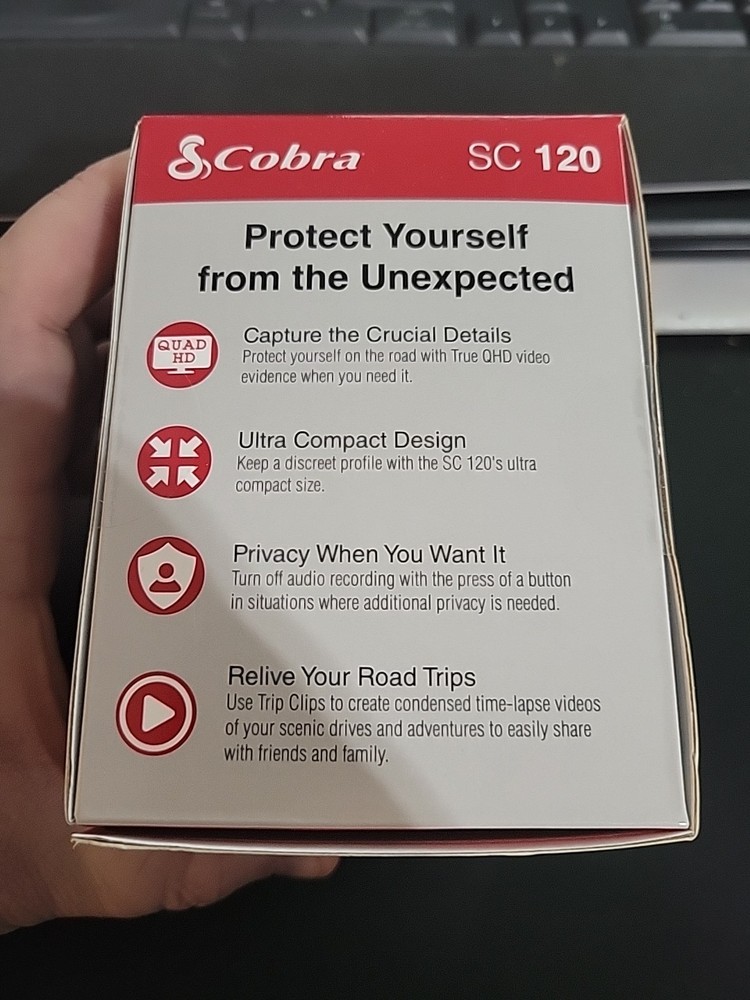 Cobra SC 120
Protect Yourself
from the Unexpected
QUAD
HD
Capture the Crucial Details
Protect yourself on the road with True QHD video
evidence when you need it.
Ultra Compact Design
Keep a discreet profile with the SC 120's ultra
compact size.
Privacy When You Want It
Turn off audio recording with the press of a button
in situations where additional privacy is needed.
Relive Your Road Trips
Use Trip Clips to create condensed time-lapse videos
of your scenic drives and adventures to easily share
with friends and family.